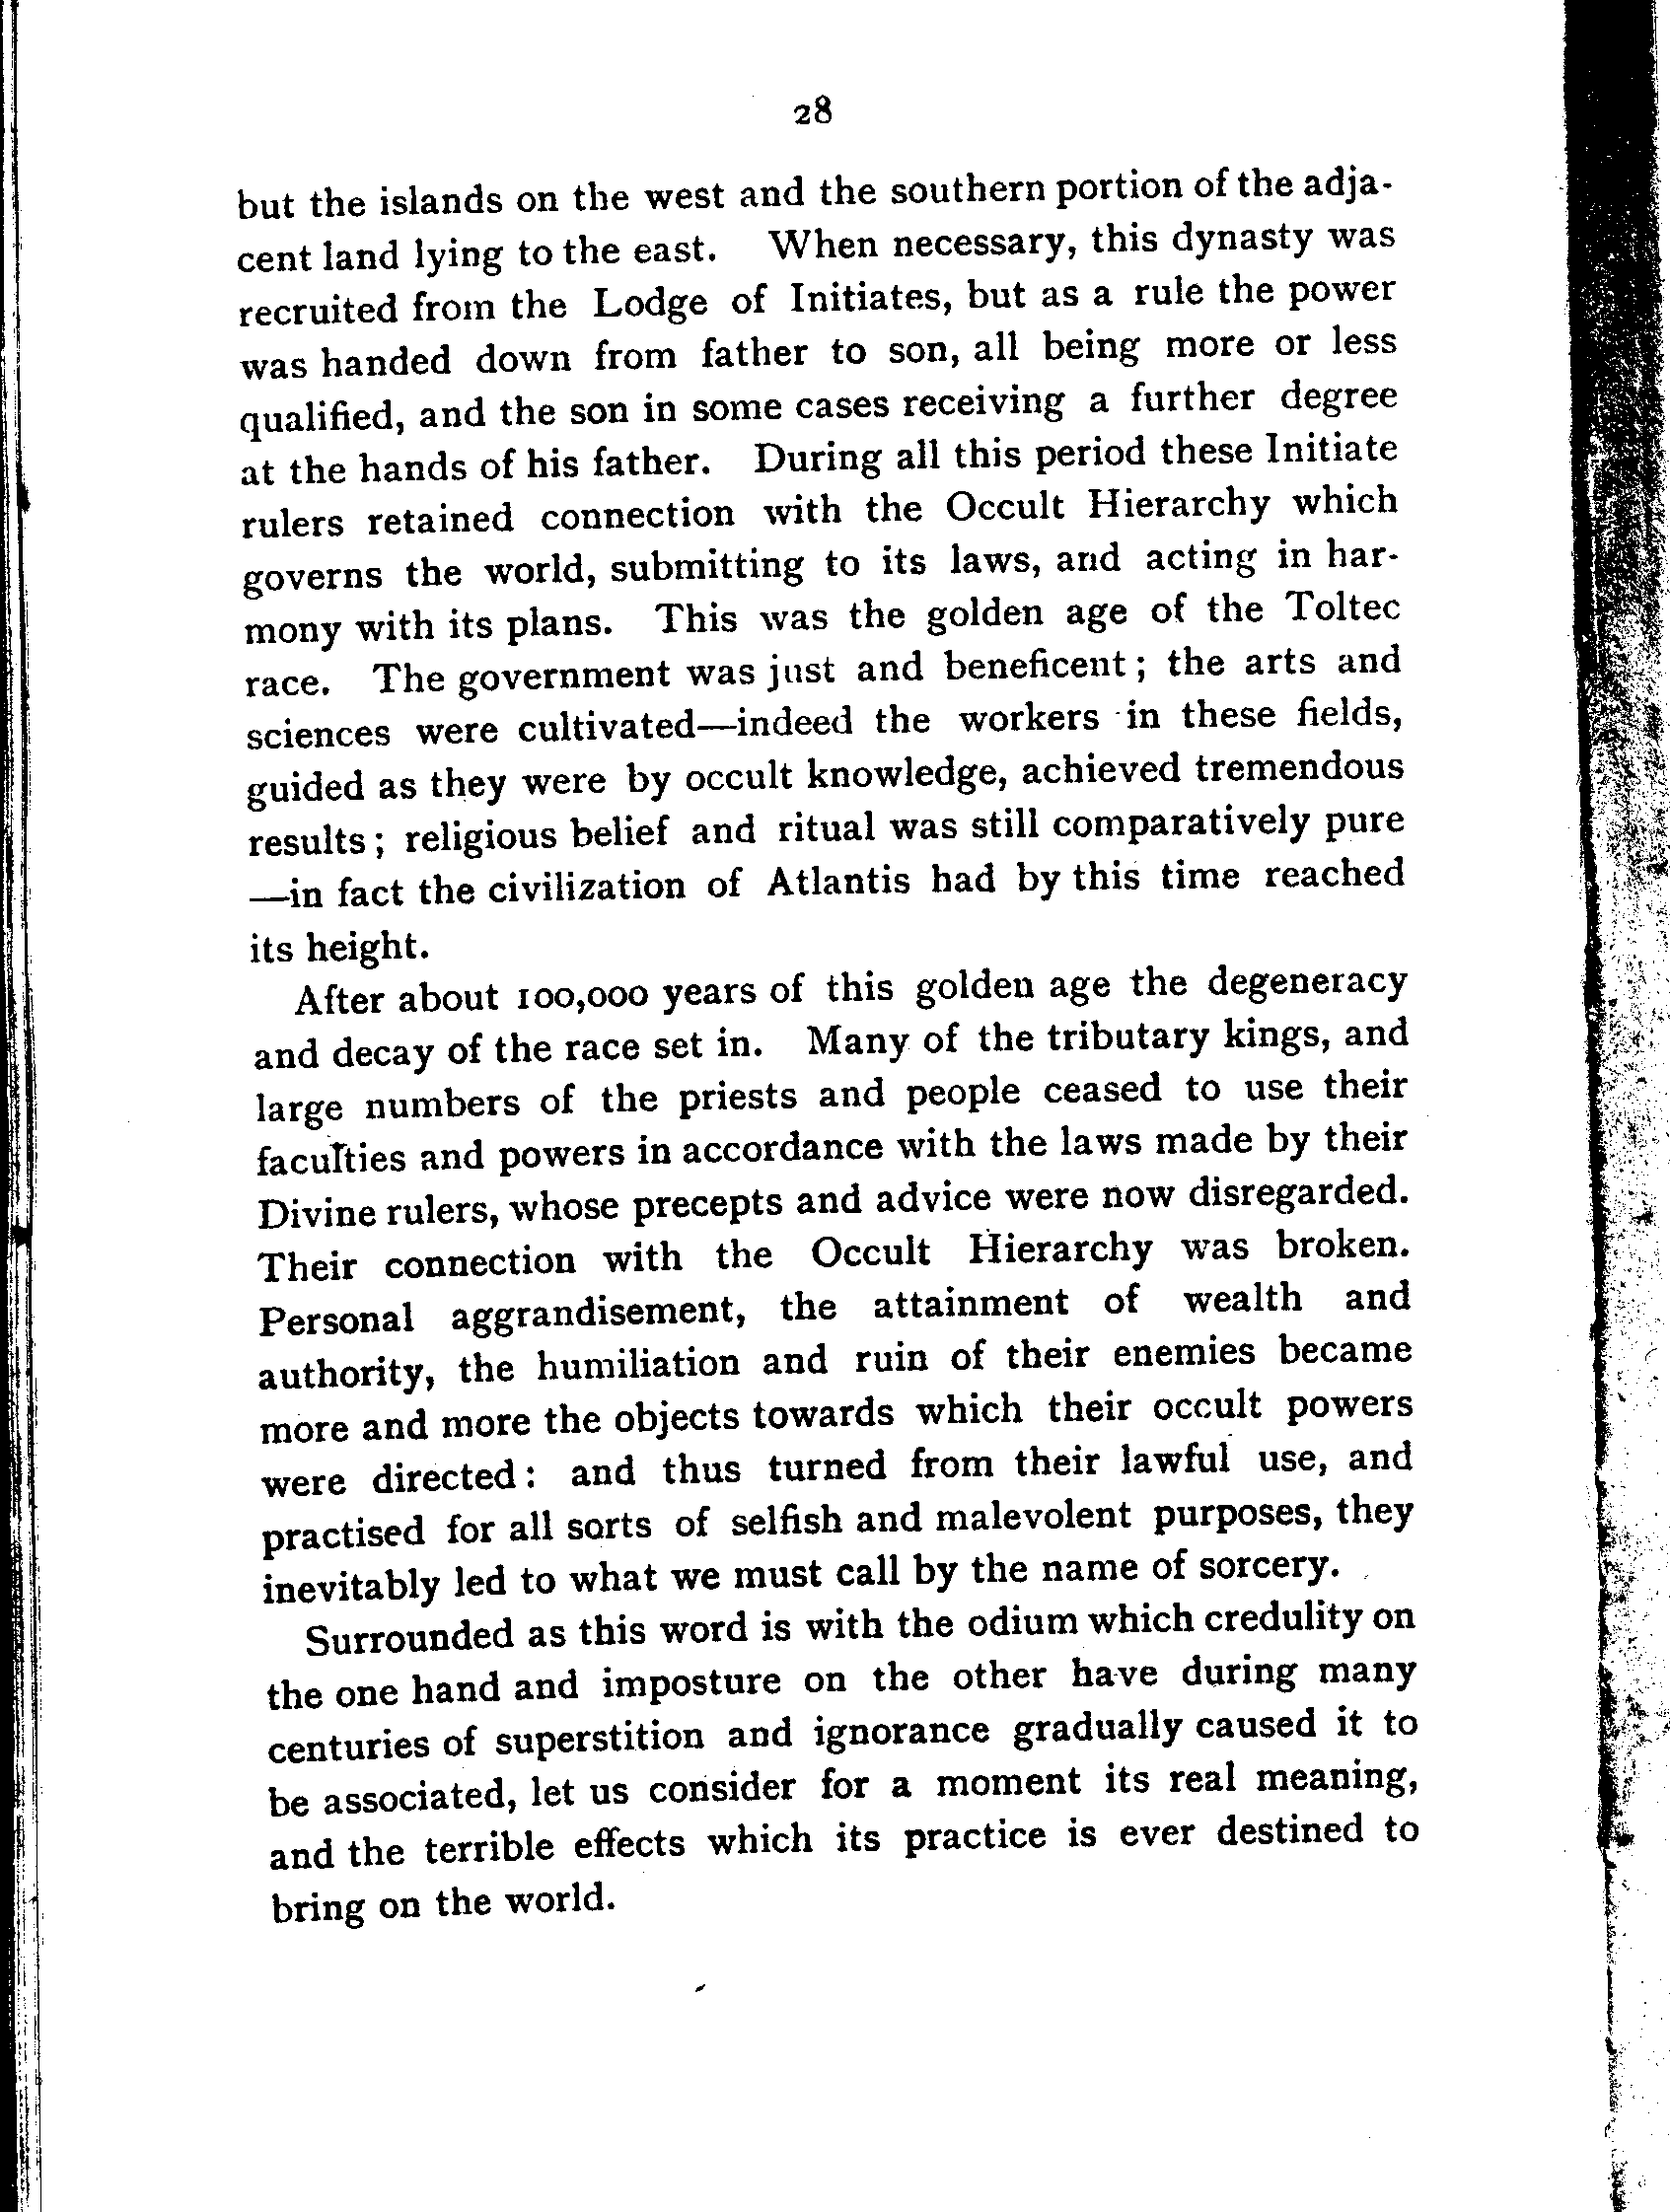 28
but the islands on the west and the southern portion of the adja-
cent land lying to the east. When necessary, this dynasty was
recruited from the Lodge of Initiates, but as a rule the power
was handed down from father to son, all being more or less
qualified, and the son in some cases receiving a further degree
at the hands of his father. During all this period these Initiate
rulers retained connection with the Occult Hierarchy which
governs the world, submitting to its laws, and acting in har-
mony with its plans. This was the golden age of the Toltec
race. The government was just and beneficent; the arts and
sciences were cultivated—indeed the workers in these fields,
guided as they were by occult knowledge, achieved tremendous
results; religious belief and ritual was still comparatively pure
—in fact the civilization of Atlantis had by this time reached
its height.
After about 100,000 years of this golden age the degeneracy
and decay of the race set in. Many of the tributary kings, and
large numbers of the priests and people ceased to use their
faculties and powers in accordance with the laws made by their
Divine rulers, whose precepts and advice were now disregarded.
Their connection with the Occult Hierarchy was broken.
Personal aggrandisement, the attainment of wealth and
authority, the humiliation and ruin of their enemies became
more and more the objects towards which their occult powers
were directed: and thus turned from their lawful use, and
practised for all sorts of selfish and malevolent purposes, they
inevitably led to what we must call by the name of sorcery.
Surrounded as this word is with the odium which credulity on
the one hand and imposture on the other have during many
centuries of superstition and ignorance gradually caused it to
be associated, let us consider for a moment its real meaning,
and the terrible effects which its practice is ever destined to
bring on the world.